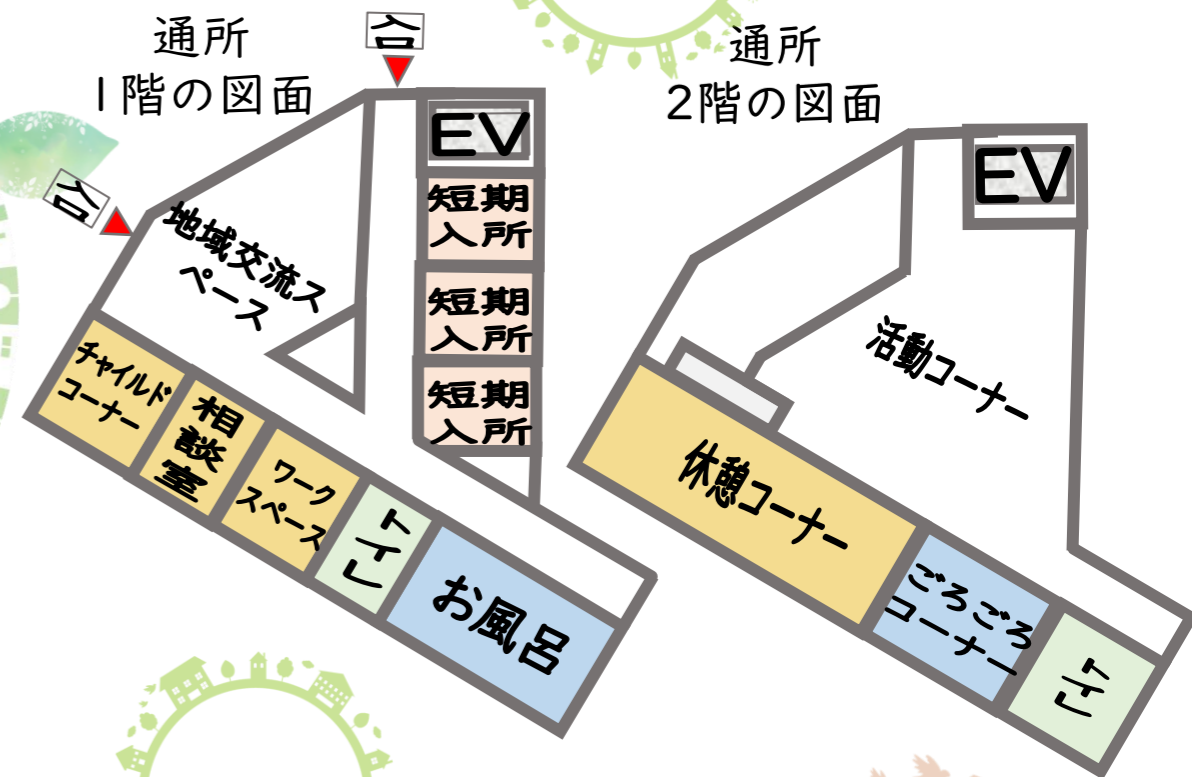 通所
1階の図面
入口
入口
EV
短期
入所
短期
入所
短期
入所
地域交流ス
ペース
チャイルド
コーナー
相
談
室
ワーク
スペース
トイレ
お風呂
通所
2階の図面
EV
活動コーナー
休憩コーナー
ごろごろ
コーナー
トイレ